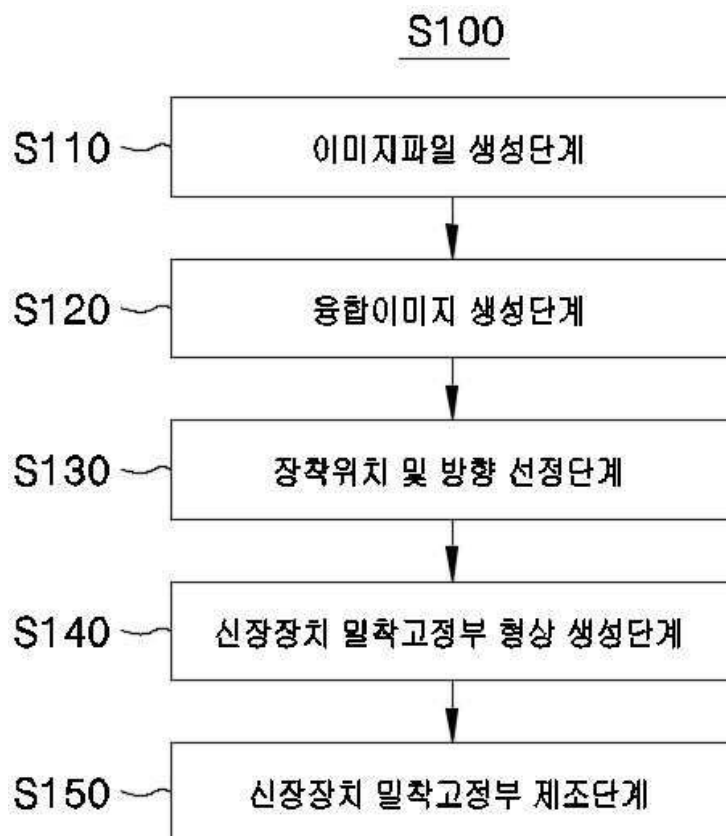 S100
S110 이미지파일 생성단계
S120 융합이미지 생성단계
S130 장착위치 및 방향 선정단계
S140 신장장치 밀착고정부 형상 생성단계
S150 신장장치 밀착고정부 제조단계